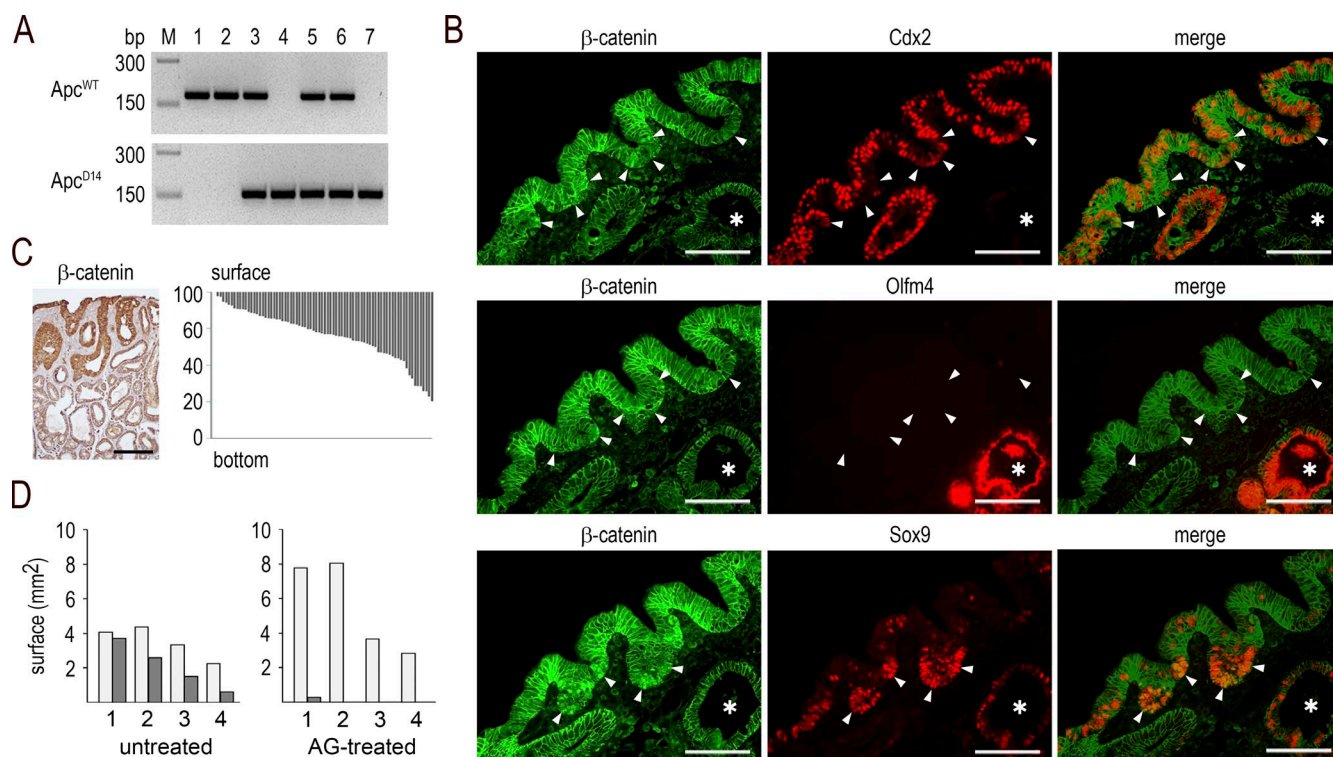 A
bp M 1 2 3 4 5 6 7
Apc^WT
300
150
Apc^D14
300
150
B
β-catenin Cdx2 merge
*
*
*
β-catenin Olfm4 merge
*
*
*
β-catenin Sox9 merge
*
*
*
C
β-catenin
surface
100
80
60
40
20
0
bottom
D
surface (mm²)
10
8
6
4
2
1 2 3 4
untreated
10
8
6
4
2
1 2 3 4
AG-treated